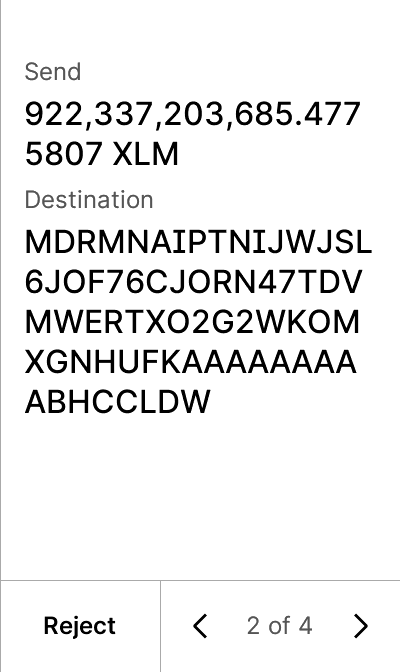 Send
922,337,203,685.477
5807 XLM
Destination
MDRMNAIPTNIJWJSL
6JOF76CJORN47TDV
MWERTXO2G2WKOM
XGNHUFKAAAAAAAA
ABHCCLDW
Reject
2 of 4